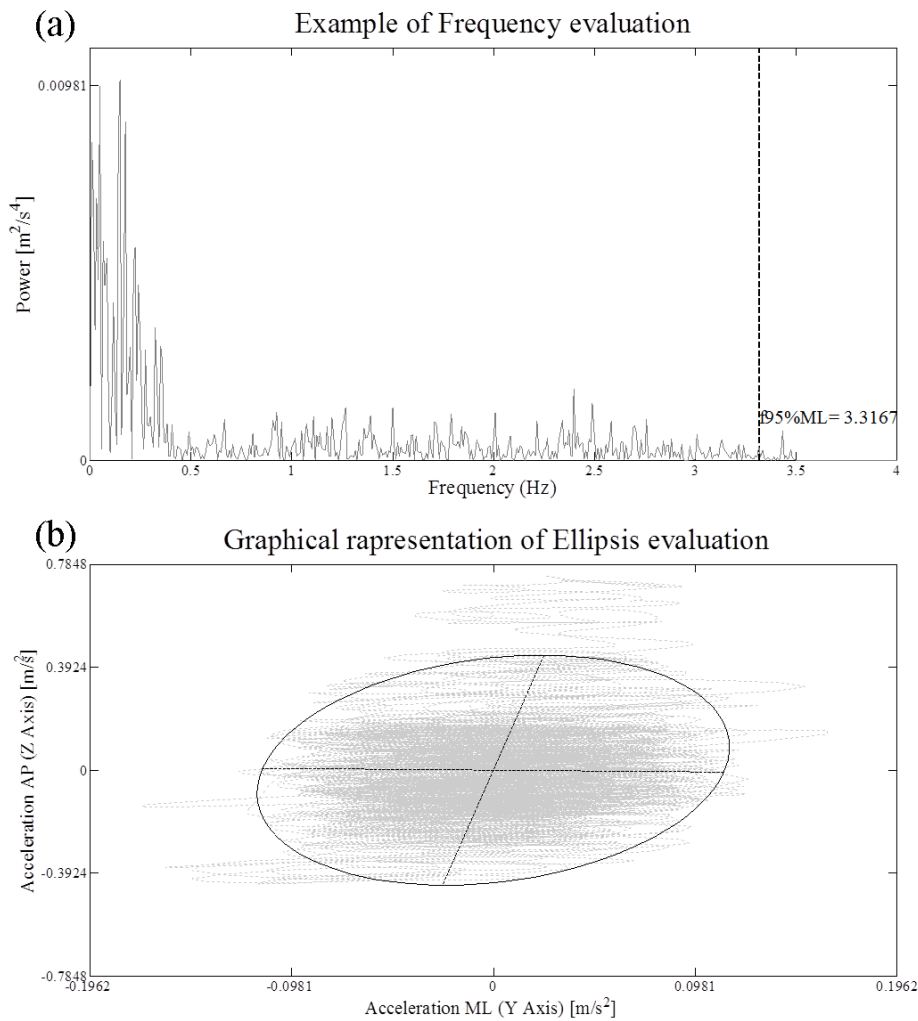 (a)
Example of Frequency evaluation
0.00981
Power [m²/s⁴]
f95%ML= 3.3167
0
0 0.5 1 1.5 2 2.5 3 3.5 4
Frequency (Hz)
(b)
Graphical rapresentation of Ellipsis evaluation
0.7848
0.3924
Acceleration AP (Z Axis) [m/s²]
0
-0.3924
-0.7848
-0.1962 -0.0981 0 0.0981 0.1962
Acceleration ML (Y Axis) [m/s²]